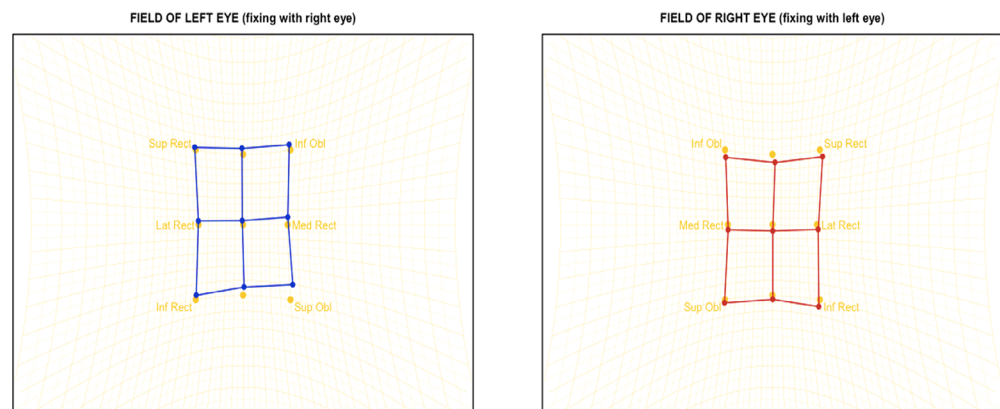 FIELD OF LEFT EYE (fixing with right eye)
Sup Rect
Inf Obl
Lat Rect
Med Rect
Inf Rect
Sup Obl
FIELD OF RIGHT EYE (fixing with left eye)
Inf Obl
Sup Rect
Med Rect
Lat Rect
Sup Obl
Inf Rect